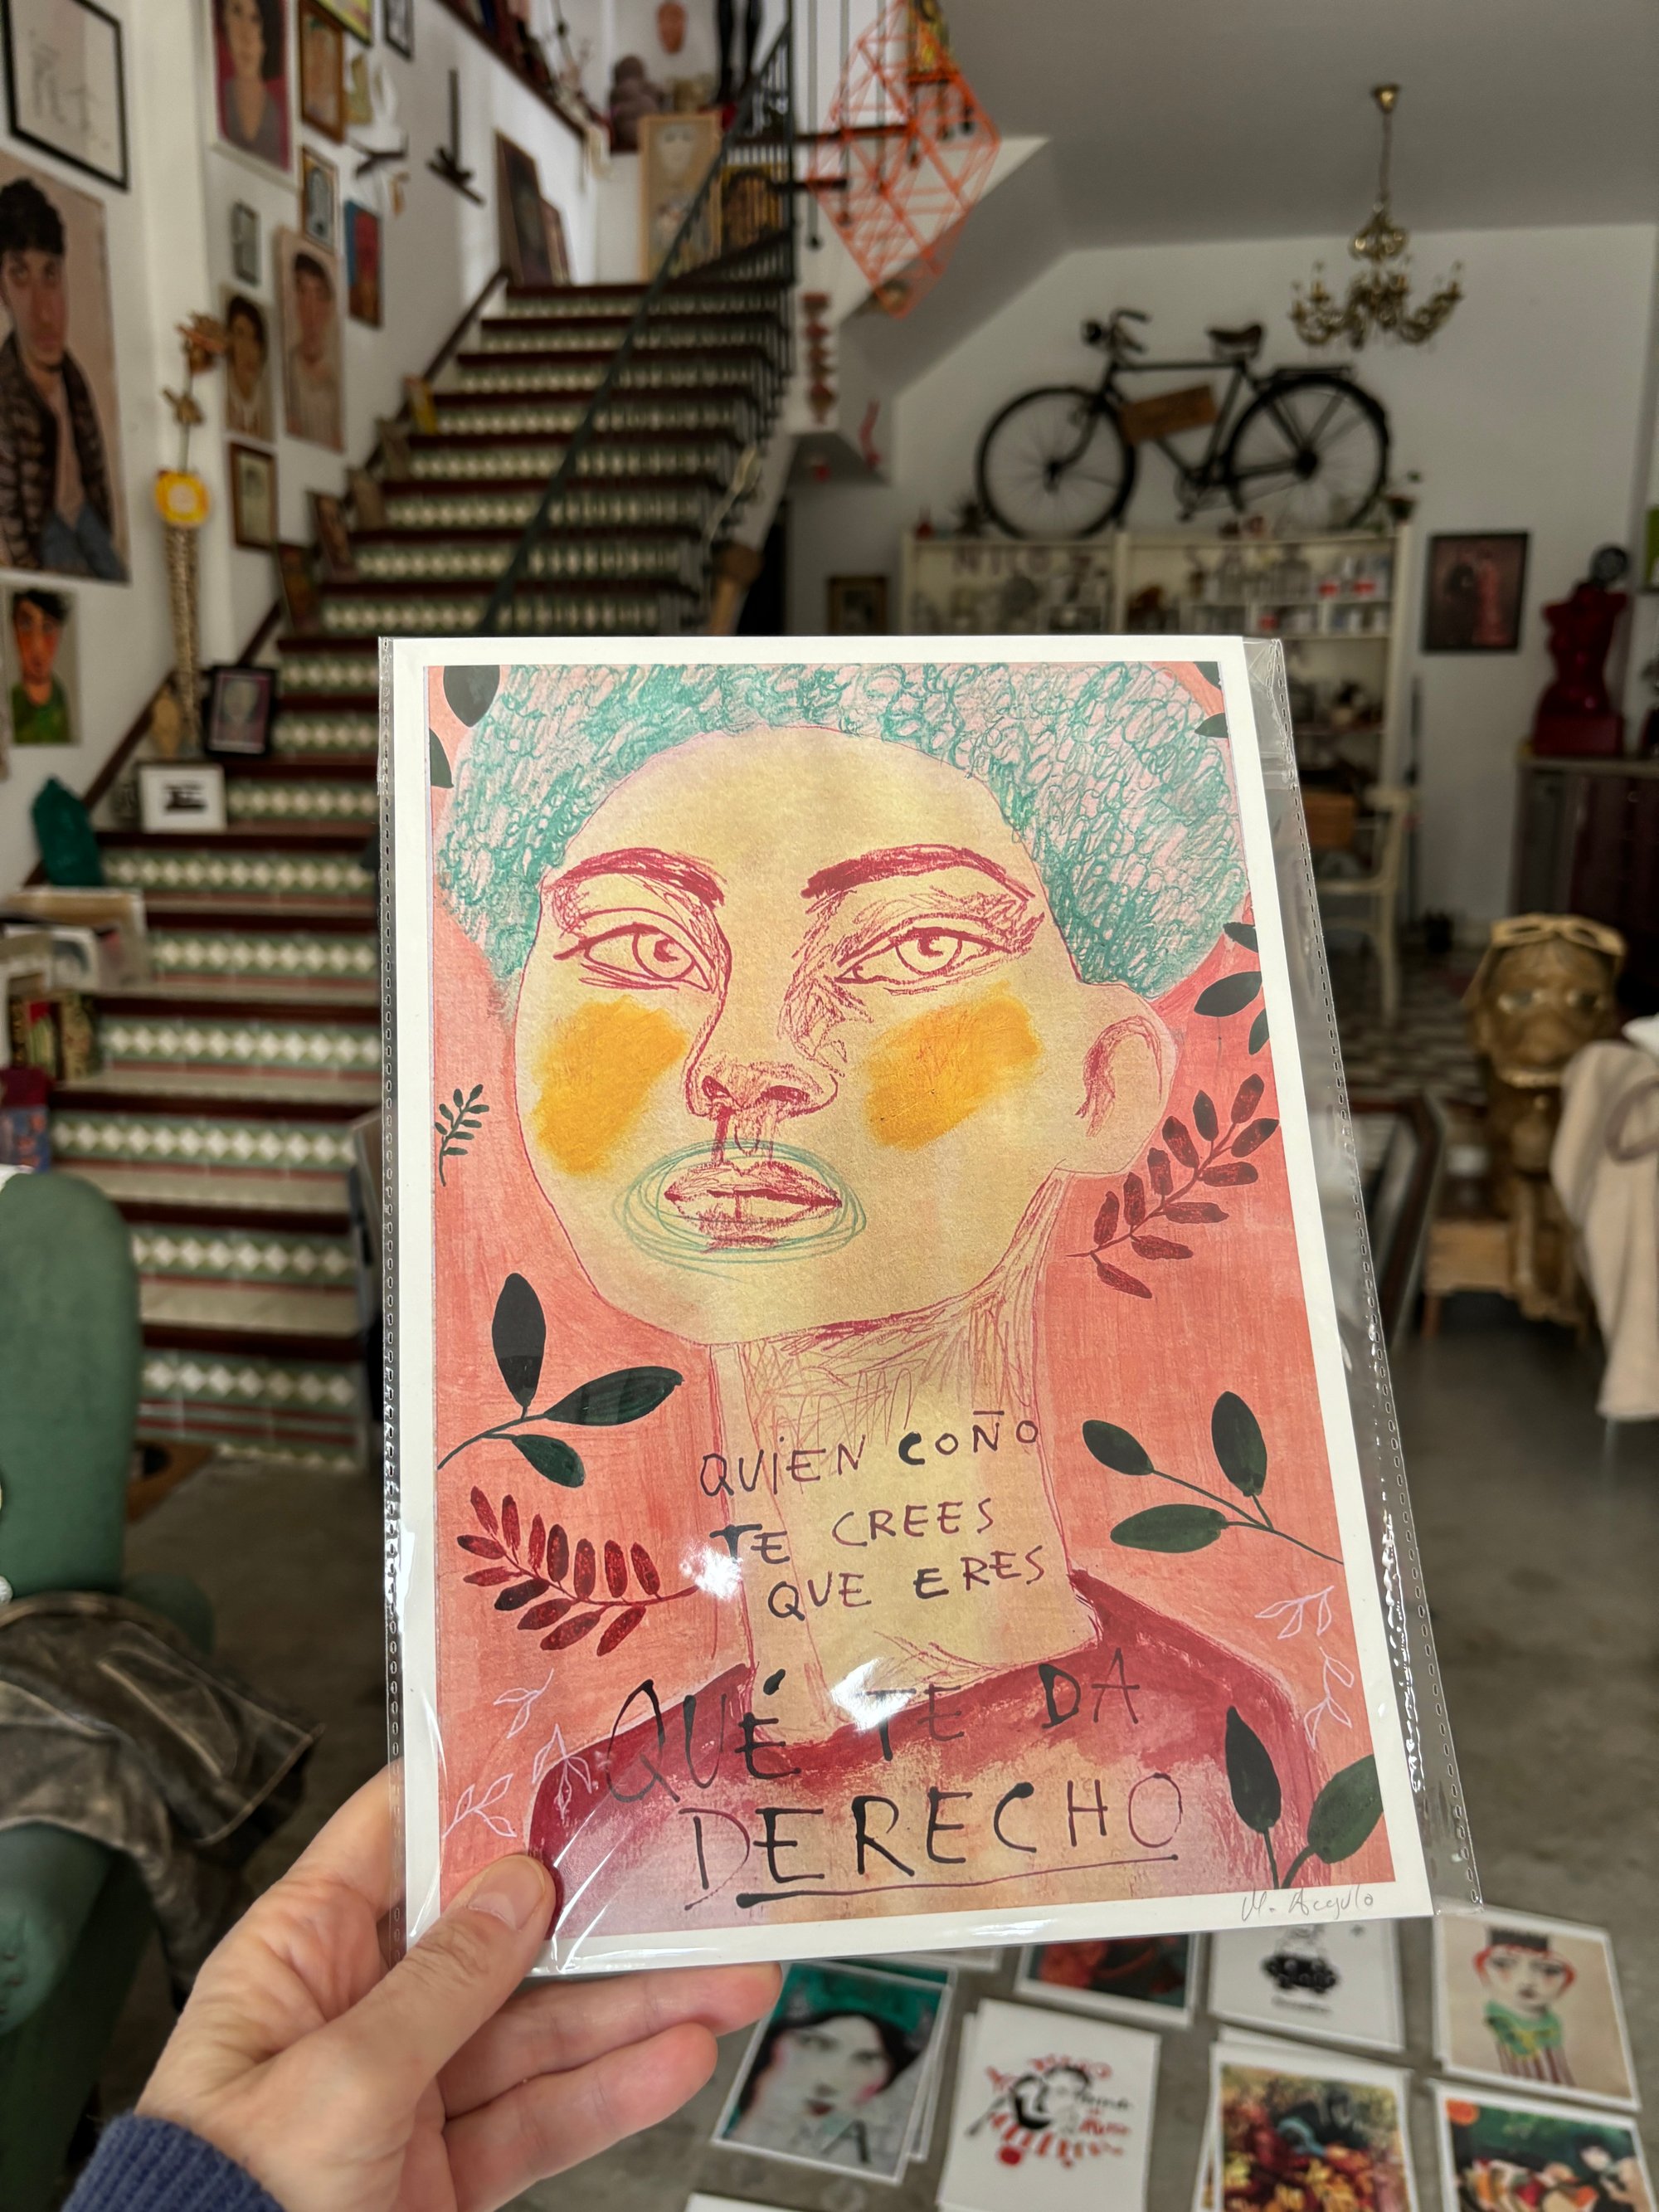 QUIEN COÑO
TE CREES
QUE ERES
QUÉ TE DA
DERECHO